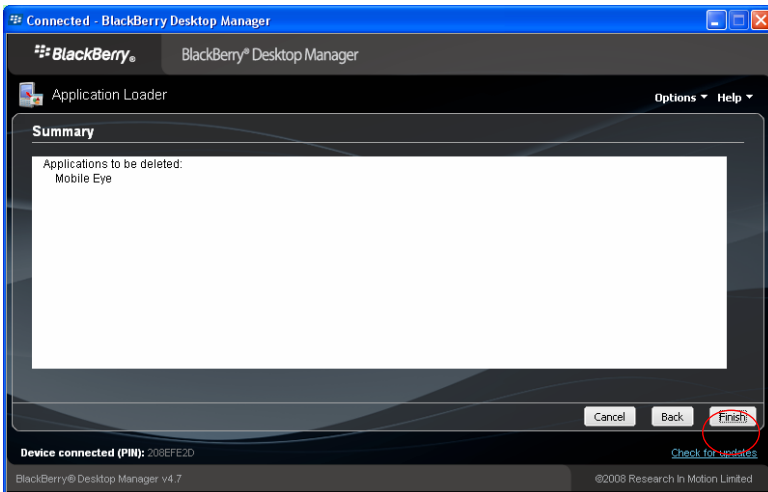 Connected - BlackBerry Desktop Manager
BlackBerry® BlackBerry® Desktop Manager
Application Loader Options Help
Summary
Applications to be deleted:
Mobile Eye
Cancel Back Finish
Device connected (PIN): 208EFE2D Check for updates
BlackBerry® Desktop Manager v4.7 ©2008 Research In Motion Limited